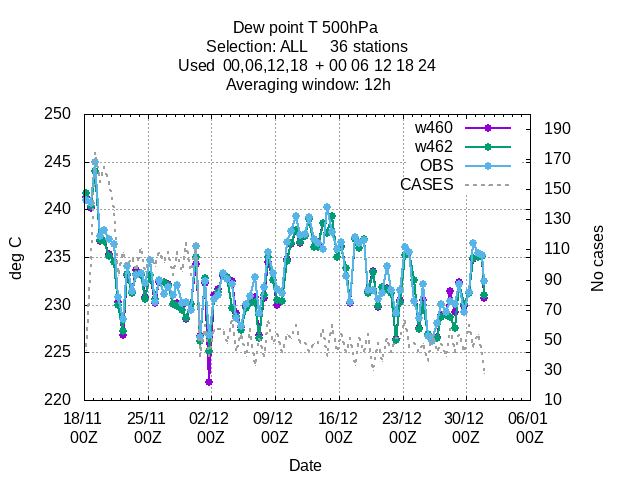 Dew point T 500hPa
Selection: ALL 36 stations
Used 00,06,12,18 + 00 06 12 18 24
Averaging window: 12h
250
245
240
235
230
225
220
deg C
190
170
150
130
110
90
70
50
30
10
No cases
w460
w462
OBS
CASES
18/11 25/11 02/12 09/12 16/12 23/12 30/12 06/01
00Z 00Z 00Z 00Z 00Z 00Z 00Z 00Z
Date